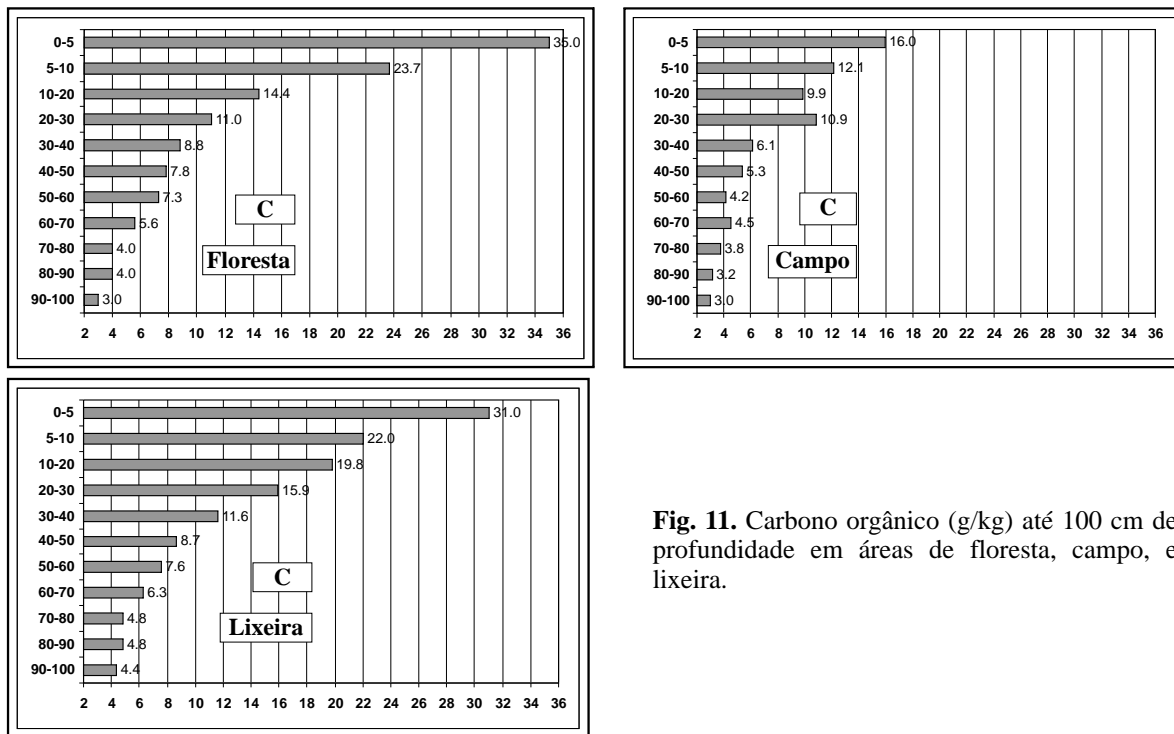 0-5 35.0
5-10 23.7
10-20 14.4
20-30 11.0
30-40 8.8
40-50 7.8
50-60 7.3
60-70 5.6
70-80 4.0
80-90 4.0
90-100 3.0
C
Floresta
2 4 6 8 10 12 14 16 18 20 22 24 26 28 30 32 34 36
0-5 16.0
5-10 12.1
10-20 9.9
20-30 10.9
30-40 6.1
40-50 5.3
50-60 4.2
60-70 4.5
70-80 3.8
80-90 3.2
90-100 3.0
C
Campo
2 4 6 8 10 12 14 16 18 20 22 24 26 28 30 32 34 36
0-5 31.0
5-10 22.0
10-20 19.8
20-30 15.9
30-40 11.6
40-50 8.7
50-60 7.6
60-70 6.3
70-80 4.8
80-90 4.8
90-100 4.4
C
Lixeira
2 4 6 8 10 12 14 16 18 20 22 24 26 28 30 32 34 36
Fig. 11. Carbono orgânico (g/kg) até 100 cm de
profundidade em áreas de floresta, campo, e
lixeira.